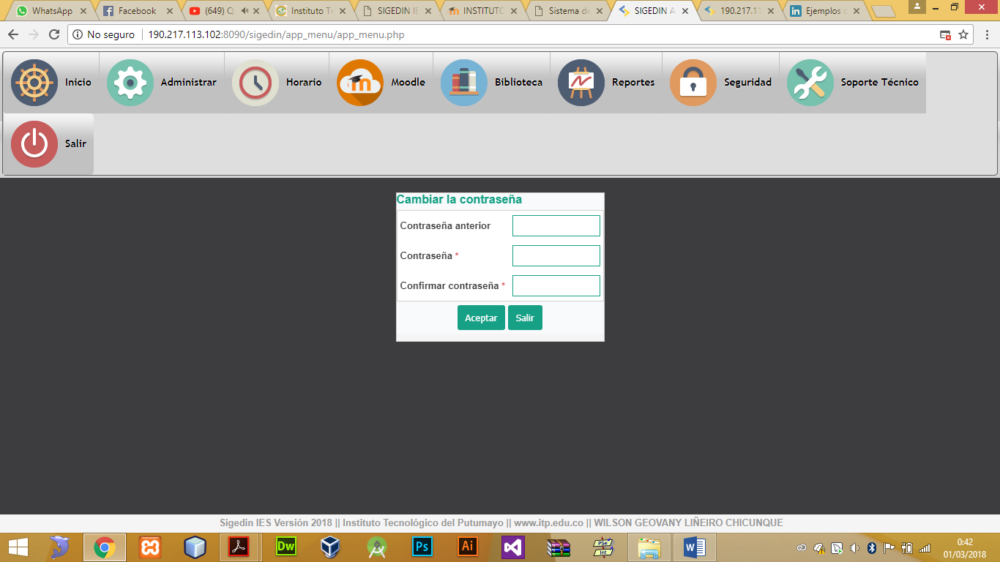 WhatsApp
Facebook
(649) Q
Instituto Te
SIGEDIN IE
INSTITUTO
Sistema de
SIGEDIN A
190.217.11
Ejemplos
No seguro
190.217.113.102:8090/sigedin/app_menu/app_menu.php
Inicio
Administrar
Horario
Moodle
Biblioteca
Reportes
Seguridad
Soporte Técnico
Salir
Cambiar la contraseña
Contraseña anterior
Contraseña *
Confirmar contraseña *
Aceptar
Salir
Sigedin IES Versión 2018 || Instituto Tecnológico del Putumayo || www.itp.edu.co || WILSON GEOVANY LIÑEIRO CHICUNQUE
Dw
Ps
Ai
PSe
Int
W
0:42
01/03/2018